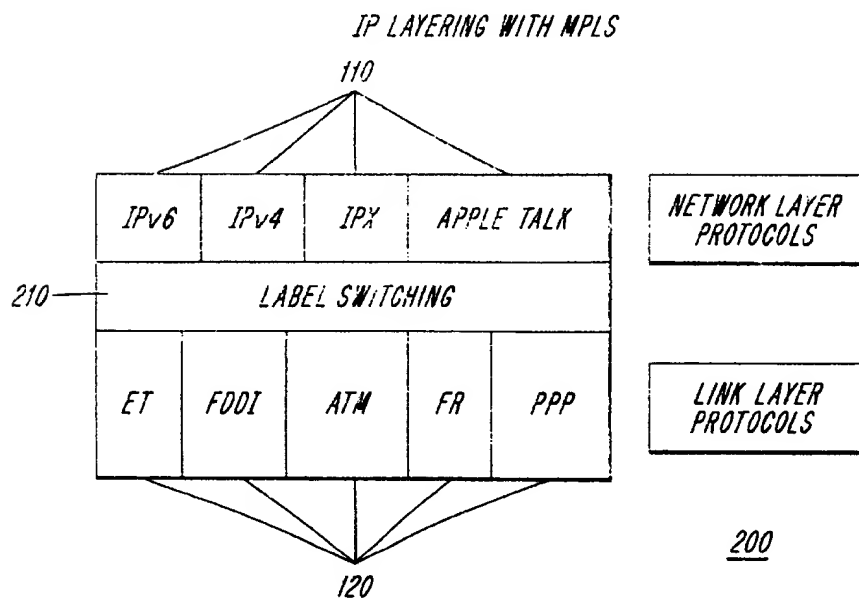 IP LAYERING WITH MPLS
110
IPv6 IPv4 IPX APPLE TALK
NETWORK LAYER
PROTOCOLS
210
LABEL SWITCHING
ET FDDI ATM FR PPP
LINK LAYER
PROTOCOLS
120
200